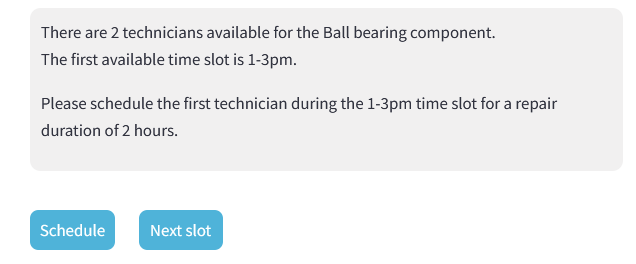 There are 2 technicians available for the Ball bearing component.
The first available time slot is 1-3pm.
Please schedule the first technician during the 1-3pm time slot for a repair
duration of 2 hours.
Schedule
Next slot